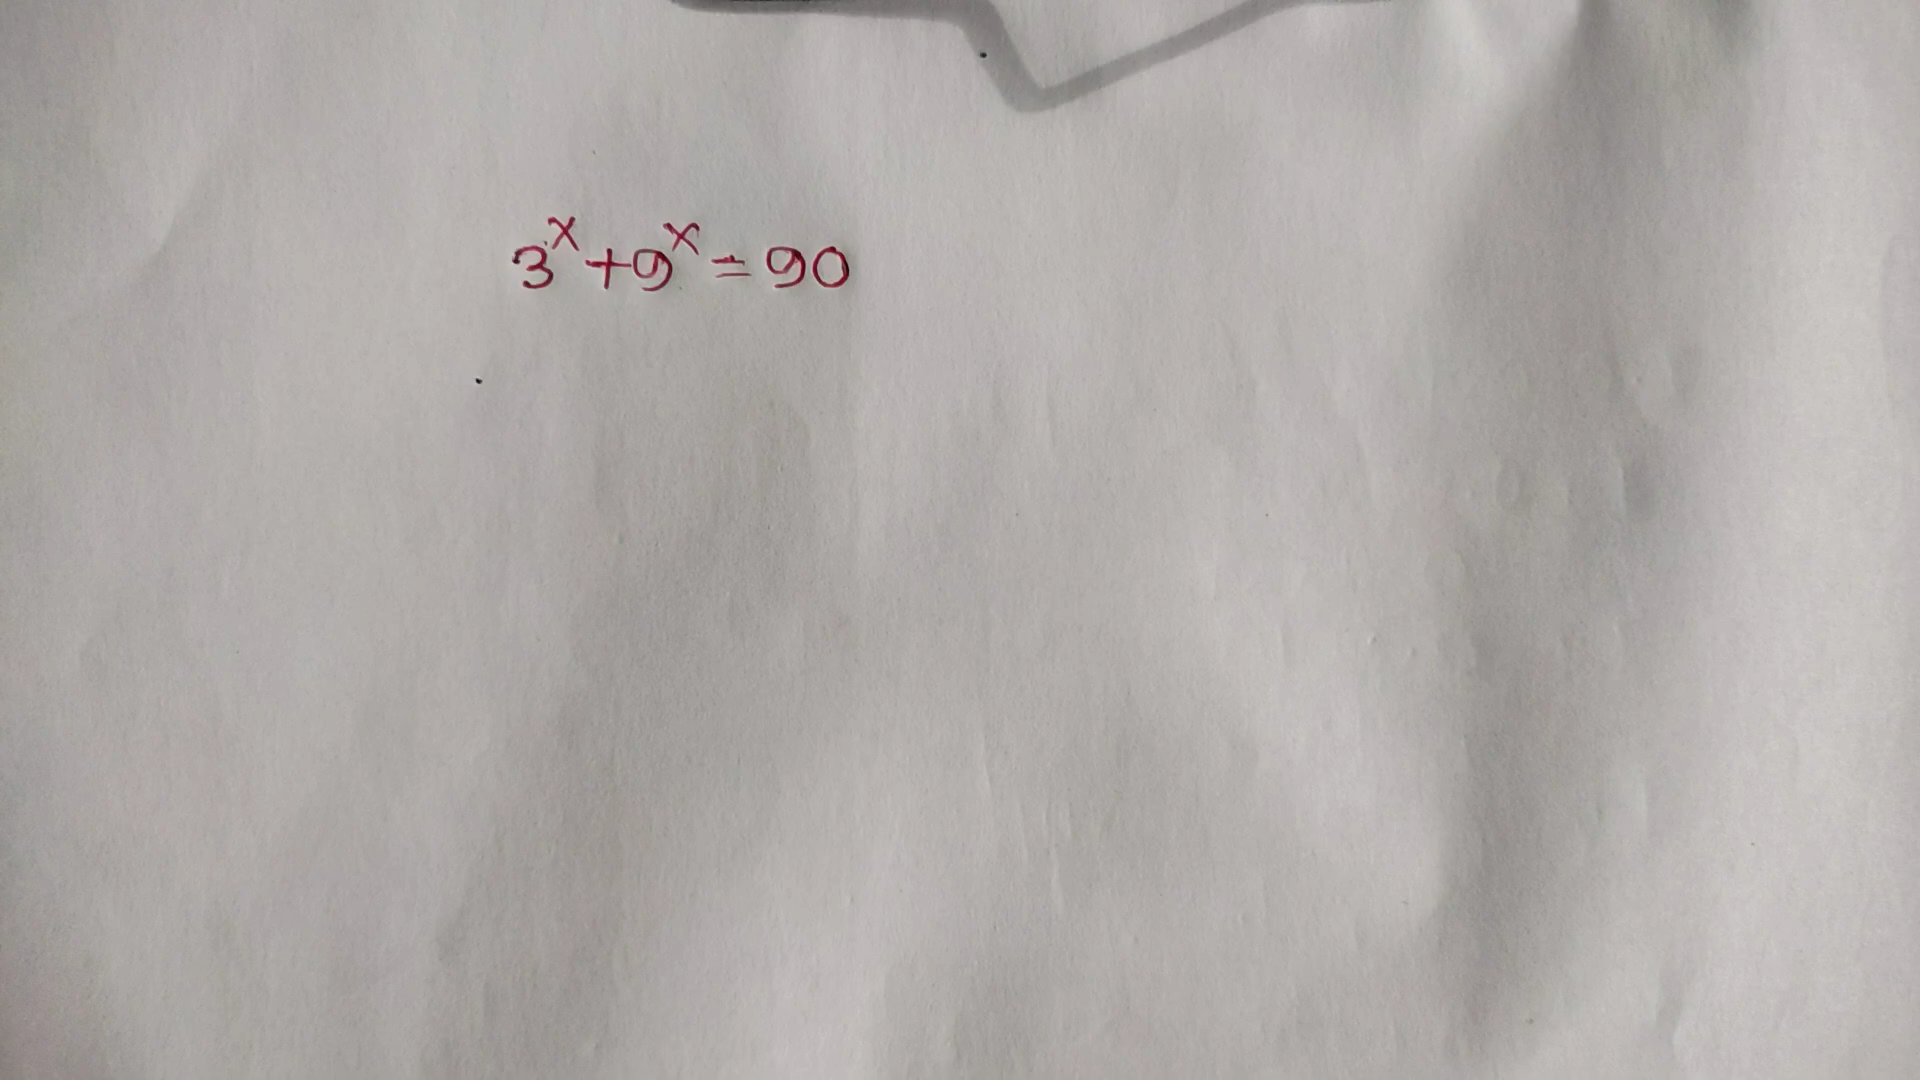 3^x + 9^x = 90